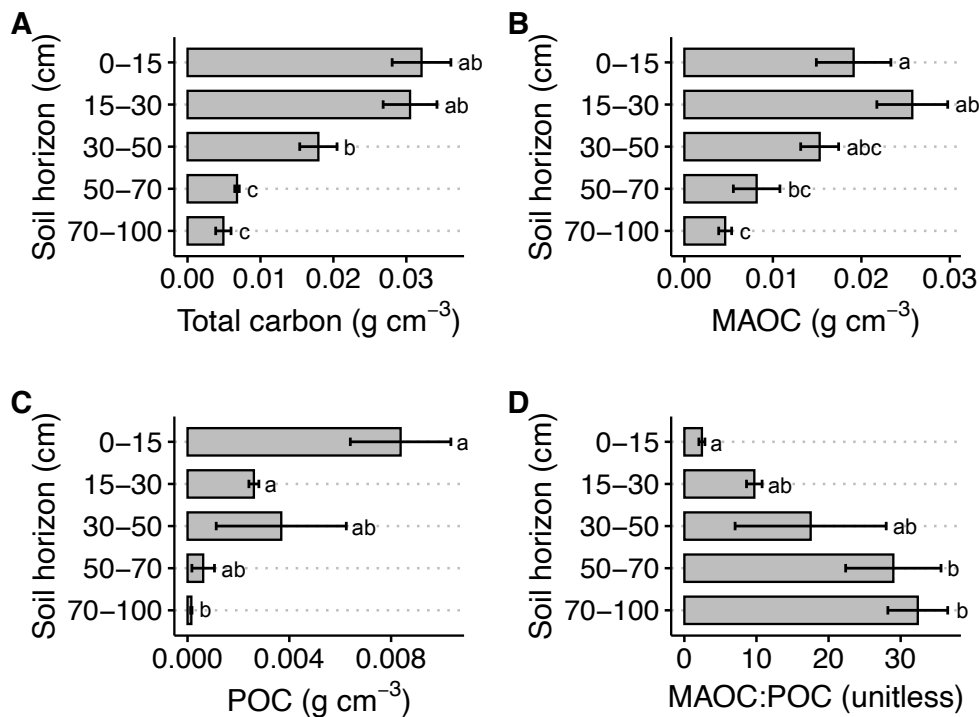 A
Soil horizon (cm)
0–15 ab
15–30 ab
30–50 b
50–70 c
70–100 c
0.00 0.01 0.02 0.03
Total carbon (g cm⁻³)
B
Soil horizon (cm)
0–15 a
15–30 ab
30–50 abc
50–70 bc
70–100 c
0.00 0.01 0.02 0.03
MAOC (g cm⁻³)
C
Soil horizon (cm)
0–15 a
15–30 a
30–50 ab
50–70 ab
70–100 b
0.000 0.004 0.008
POC (g cm⁻³)
D
Soil horizon (cm)
0–15 a
15–30 ab
30–50 ab
50–70 b
70–100 b
0 10 20 30
MAOC:POC (unitless)